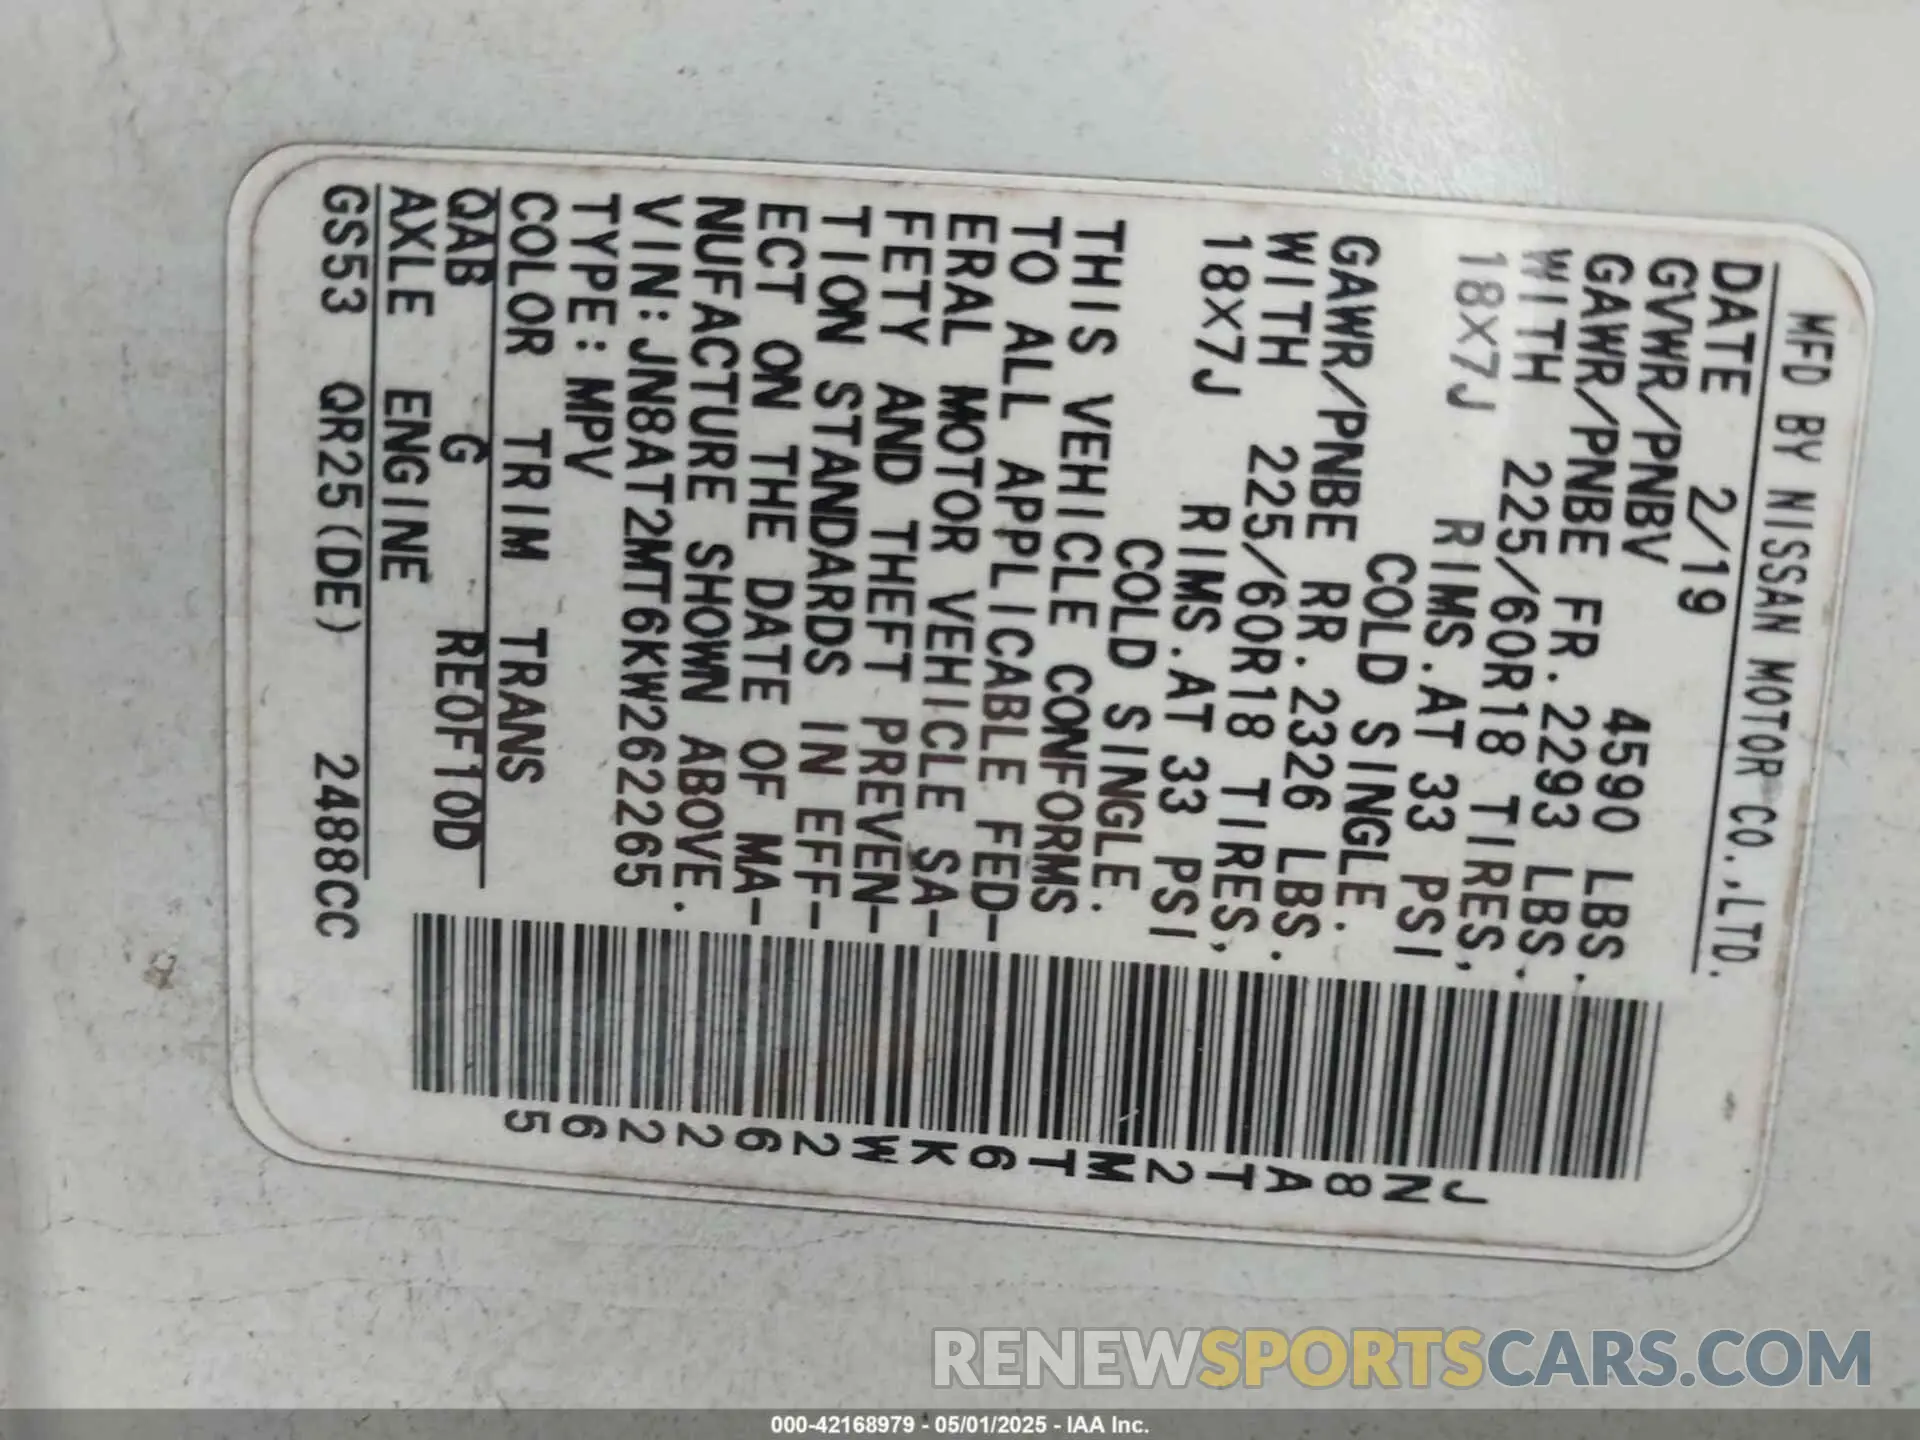 MFD BY NISSAN MOTOR CO.,LTD.
DATE 2/19
GVWR/PNBV 4590 LBS.
GAWR/PNBE FR.2293 LBS.
WITH 225/60R18 TIRES,
18X7J RIMS.AT 33 PSI
COLD SINGLE.
GAWR/PNBE RR.2326 LBS.
WITH 225/60R18 TIRES,
18X7J RIMS.AT 33 PSI
COLD SINGLE.
THIS VEHICLE CONFORMS
TO ALL APPLICABLE FED-
ERAL MOTOR VEHICLE SA-
FETY AND THEFT PREVEN-
TION STANDARDS IN EFF-
ECT ON THE DATE OF MA-
NUFACTURE SHOWN ABOVE.
VIN:JN8AT2MT6KW262265
TYPE:MPV
COLOR TRIM TRANS
QAB G RE0F10D
AXLE ENGINE
GS53 QR25(DE) 2488CC
JN8AT2MT6KW262265
RENEWSPORTSCARS.COM
000-42168979 - 05/01/2025 - IAA Inc.